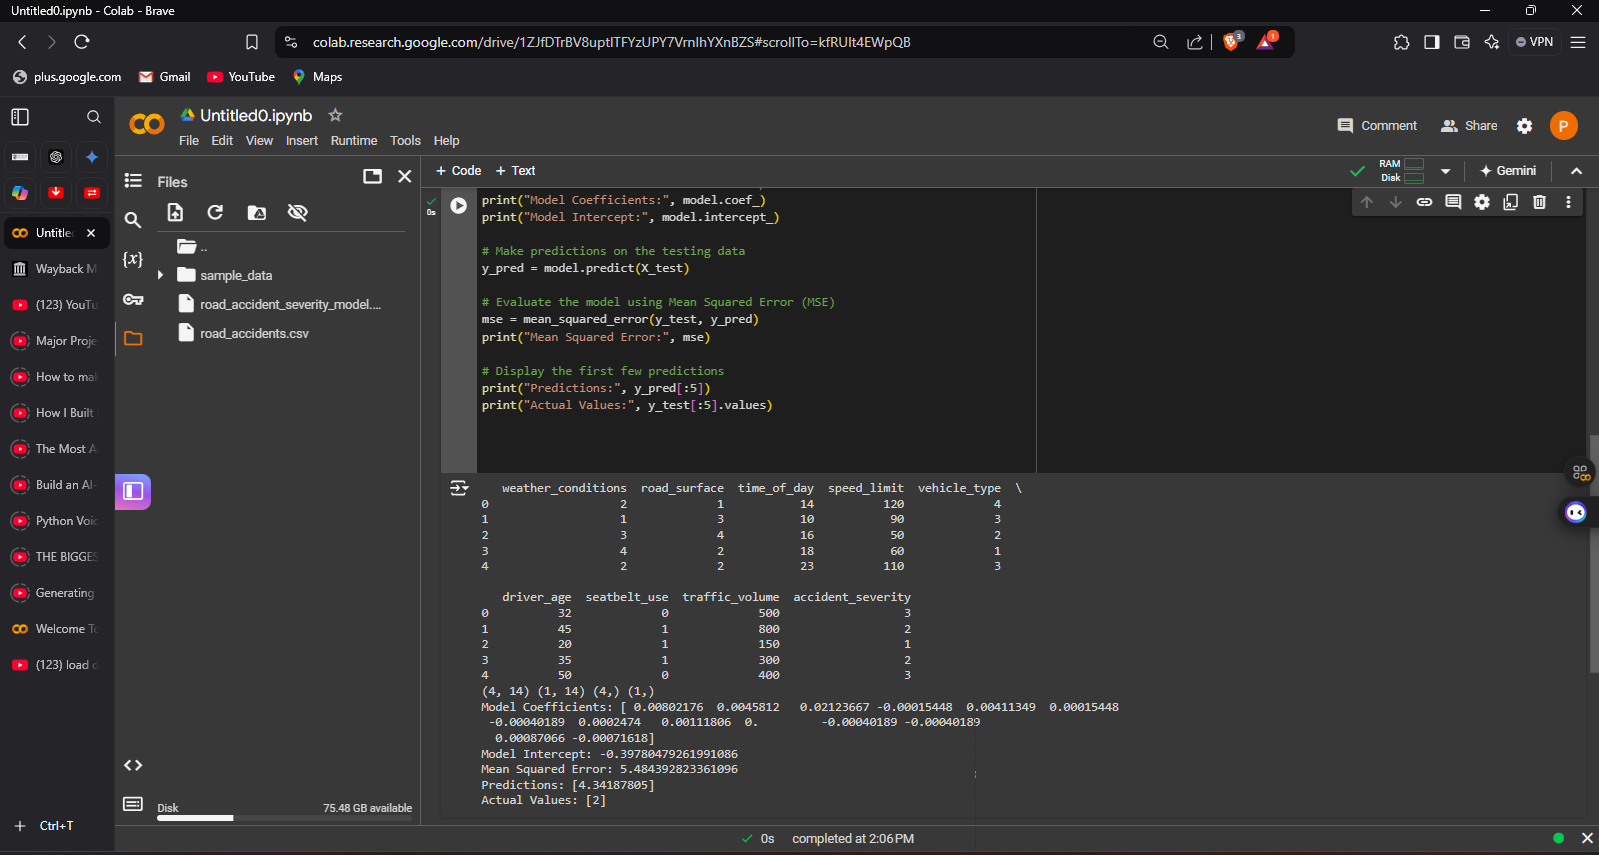 Untitled0.ipynb - Colab - Brave
colab.research.google.com/drive/1ZJfDTrBV8uptlTFYzUPY7VrnlhYXnBZS#scrollTo=kfRUIt4EWpQB
3
1
VPN
plus.google.com Gmail YouTube Maps
Untitled0.ipynb
File Edit View Insert Runtime Tools Help
Comment Share P
Untitle
Wayback M
(123) YouTu
Major Proje
How to mal
How I Built
The Most A
Build an AI-
Python Voic
THE BIGGES
Generating
Welcome To
(123) load d
Ctrl+T
Files
..
sample_data
road_accident_severity_model....
road_accidents.csv
Disk 75.48 GB available
+ Code + Text
RAM
Disk
Gemini
0s
print("Model Coefficients:", model.coef_)
print("Model Intercept:", model.intercept_)
# Make predictions on the testing data
y_pred = model.predict(X_test)
# Evaluate the model using Mean Squared Error (MSE)
mse = mean_squared_error(y_test, y_pred)
print("Mean Squared Error:", mse)
# Display the first few predictions
print("Predictions:", y_pred[:5])
print("Actual Values:", y_test[:5].values)
weather_conditions road_surface time_of_day speed_limit vehicle_type \
0 2 1 14 120 4
1 1 3 10 90 3
2 3 4 16 50 2
3 4 2 18 60 1
4 2 2 23 110 3
driver_age seatbelt_use traffic_volume accident_severity
0 32 0 500 3
1 45 1 800 2
2 20 1 150 1
3 35 1 300 2
4 50 0 400 3
(4, 14) (1, 14) (4,) (1,)
Model Coefficients: [ 0.00802176 0.0045812 0.02123667 -0.00015448 0.00411349 0.00015448
-0.00040189 0.0002474 0.00111806 0. -0.00040189 -0.00040189
0.00087066 -0.00071618]
Model Intercept: -0.39780479261991086
Mean Squared Error: 5.484392823361096
Predictions: [4.34187805]
Actual Values: [2]
0s completed at 2:06 PM